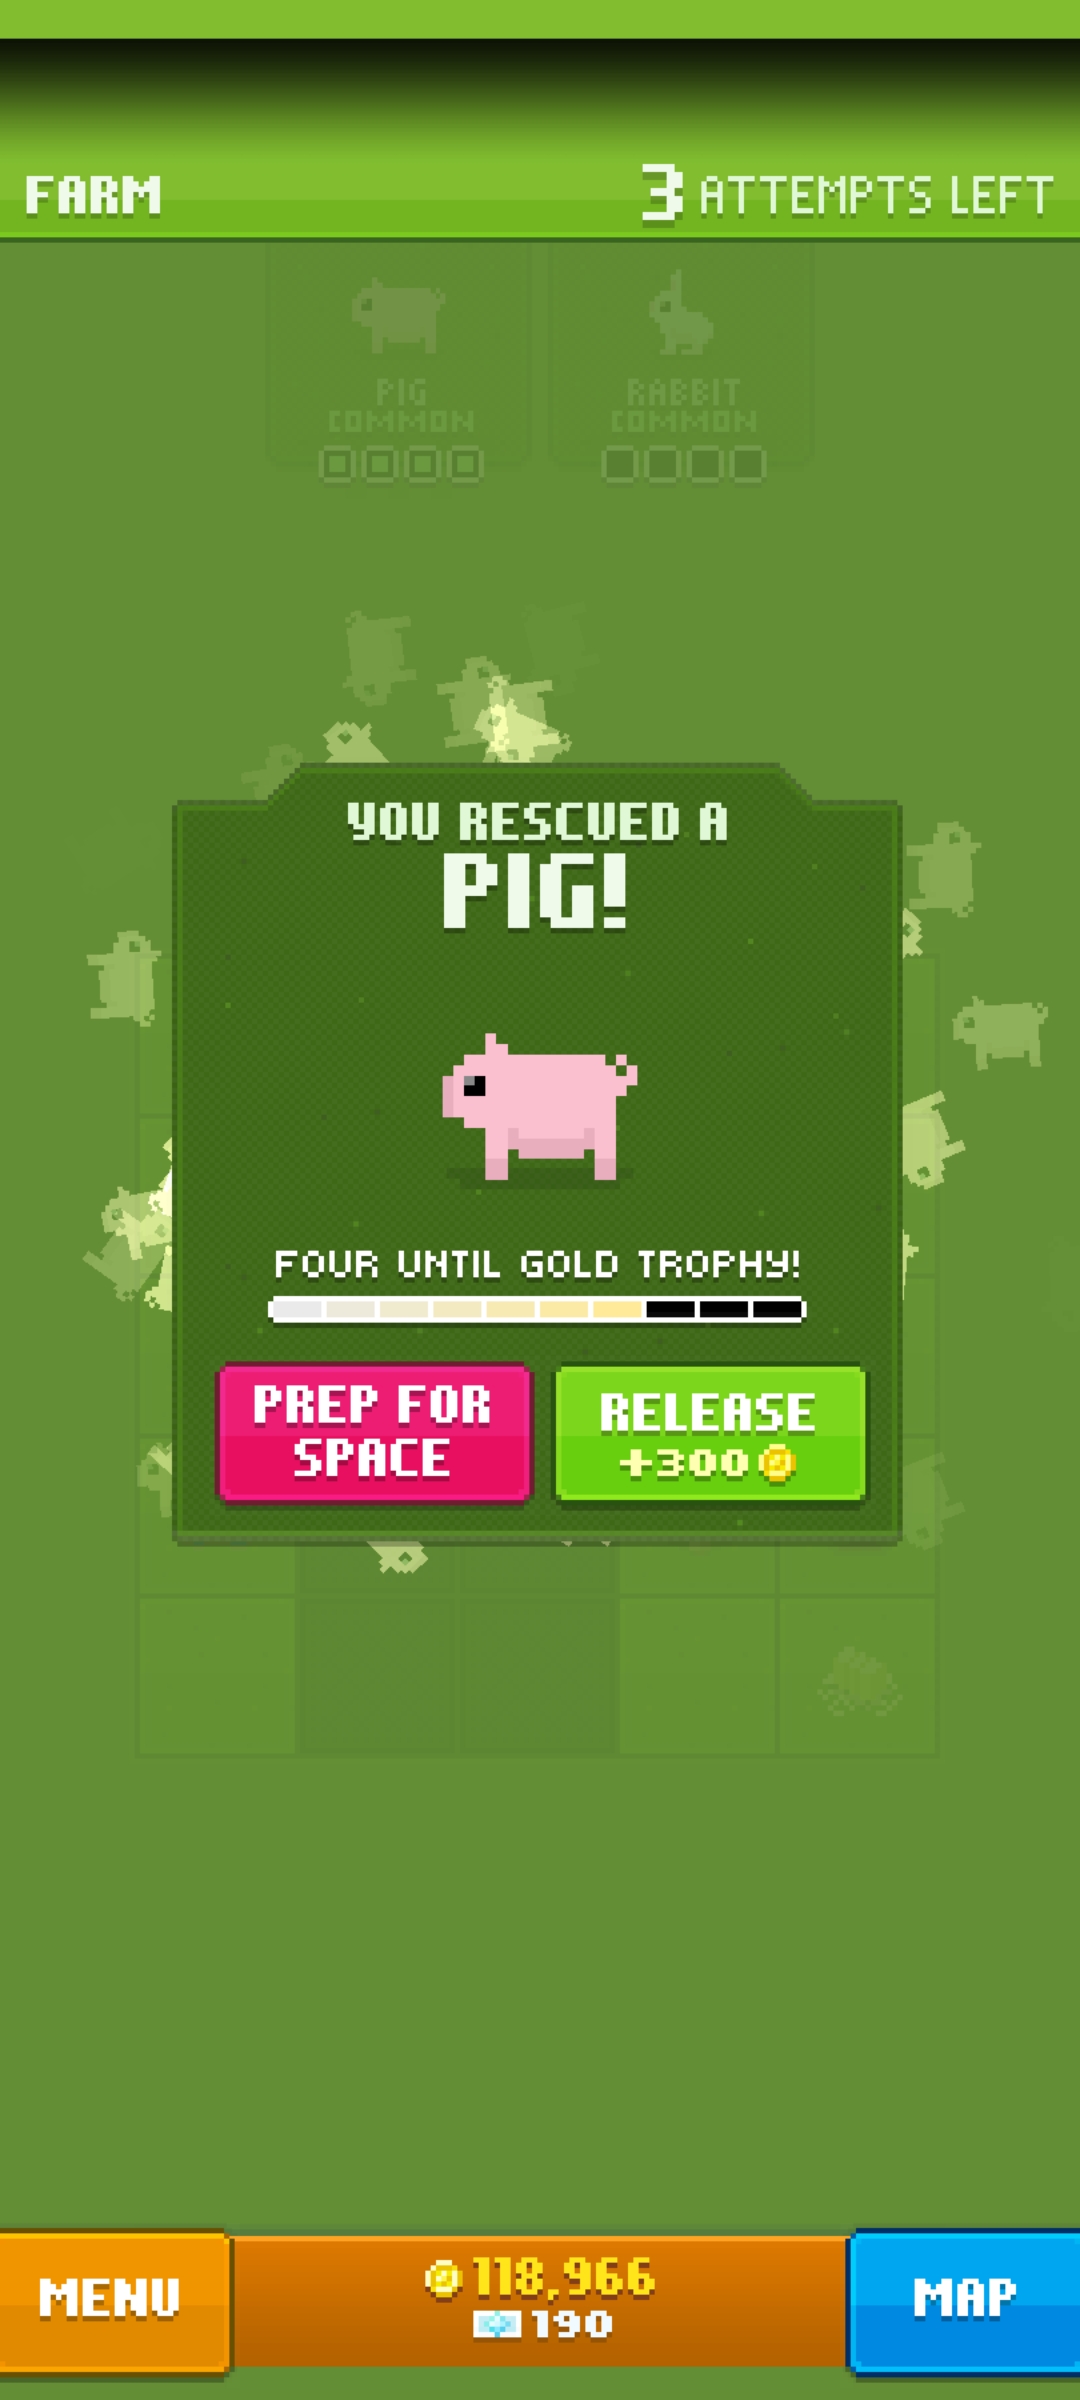 FARM
3 ATTEMPTS LEFT
PIG
COMMON
RABBIT
COMMON
YOU RESCUED A
PIG!
FOUR UNTIL GOLD TROPHY!
PREP FOR
SPACE
RELEASE
+300
MENU
118,966
190
MAP